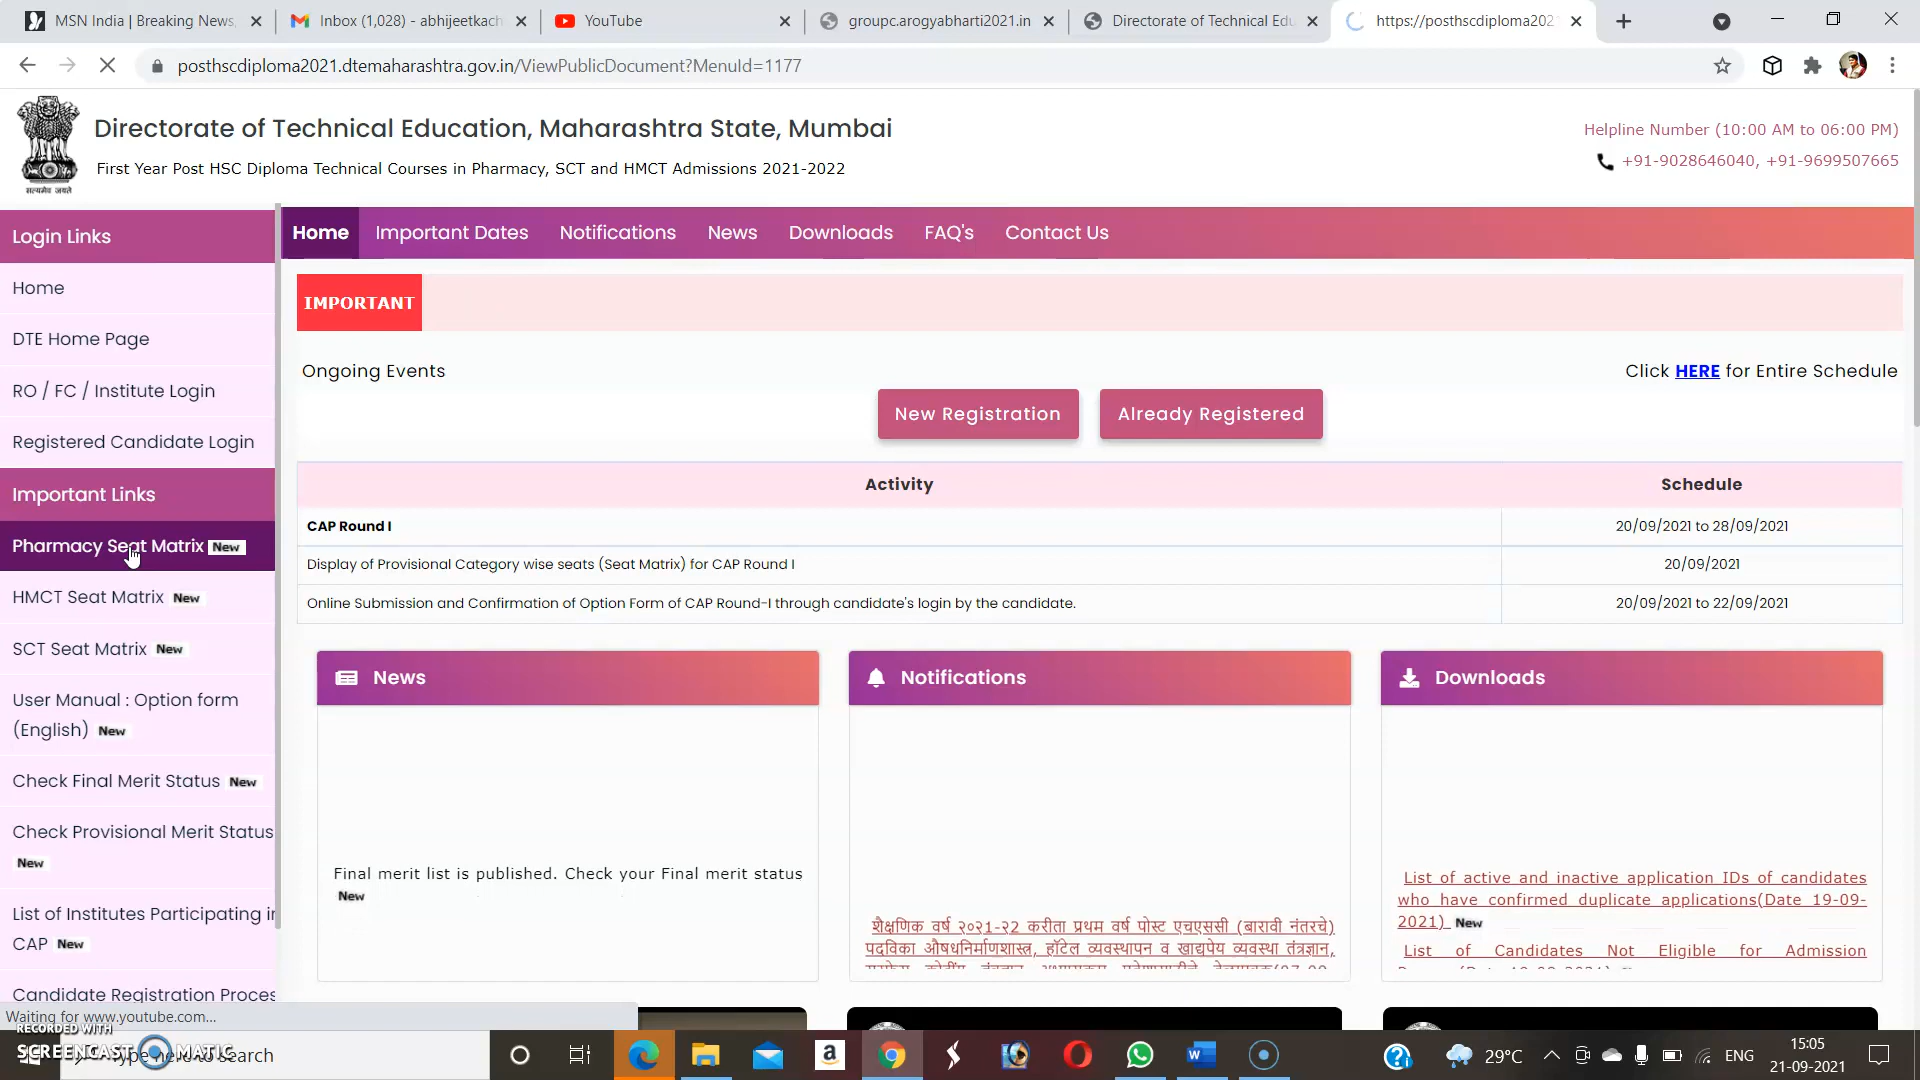 MSN India | Breaking News
Inbox (1,028) - abhijeetkach
YouTube
groupc.arogyabharti2021.in
Directorate of Technical Edu
https://posthscdiploma202
posthscdiploma2021.dtemaharashtra.gov.in/ViewPublicDocument?MenuId=1177
सत्यमेव जयते
Directorate of Technical Education, Maharashtra State, Mumbai
First Year Post HSC Diploma Technical Courses in Pharmacy, SCT and HMCT Admissions 2021-2022
Helpline Number (10:00 AM to 06:00 PM)
+91-9028646040, +91-9699507665
Login Links
Home
DTE Home Page
RO / FC / Institute Login
Registered Candidate Login
Important Links
Pharmacy Seat Matrix New
HMCT Seat Matrix New
SCT Seat Matrix New
User Manual : Option form
(English) New
Check Final Merit Status New
Check Provisional Merit Status
New
List of Institutes Participating in
CAP New
Candidate Registration Proces
Home Important Dates Notifications News Downloads FAQ's Contact Us
IMPORTANT
Ongoing Events
Click HERE for Entire Schedule
New Registration Already Registered
Activity Schedule
CAP Round I 20/09/2021 to 28/09/2021
Display of Provisional Category wise seats (Seat Matrix) for CAP Round I 20/09/2021
Online Submission and Confirmation of Option Form of CAP Round-I through candidate's login by the candidate. 20/09/2021 to 22/09/2021
News
Final merit list is published. Check your Final merit status
New
Notifications
शैक्षणिक वर्ष २०२१-२२ करीता प्रथम वर्ष पोस्ट एचएससी (बारावी नंतरचे)
पदविका औषधनिर्माणशास्त्र, हॉटेल व्यवस्थापन व खाद्यपेय व्यवस्था तंत्रज्ञान,
Downloads
List of active and inactive application IDs of candidates
who have confirmed duplicate applications(Date 19-09-
2021) New
List of Candidates Not Eligible for Admission
Waiting for www.youtube.com...
RECORDED WITH
SCREENCAST MATIC
Type here to search
29°C
ENG
15:05
21-09-2021